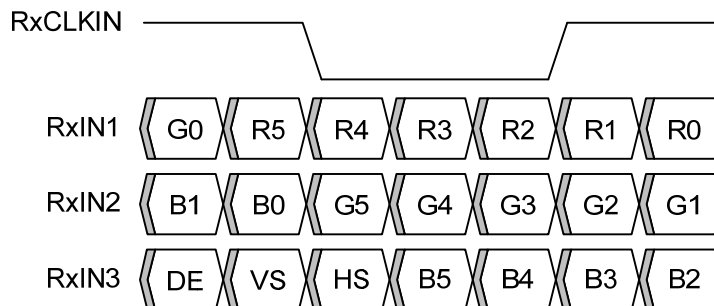 RxCLKIN
RxIN1 G0 R5 R4 R3 R2 R1 R0
RxIN2 B1 B0 G5 G4 G3 G2 G1
RxIN3 DE VS HS B5 B4 B3 B2